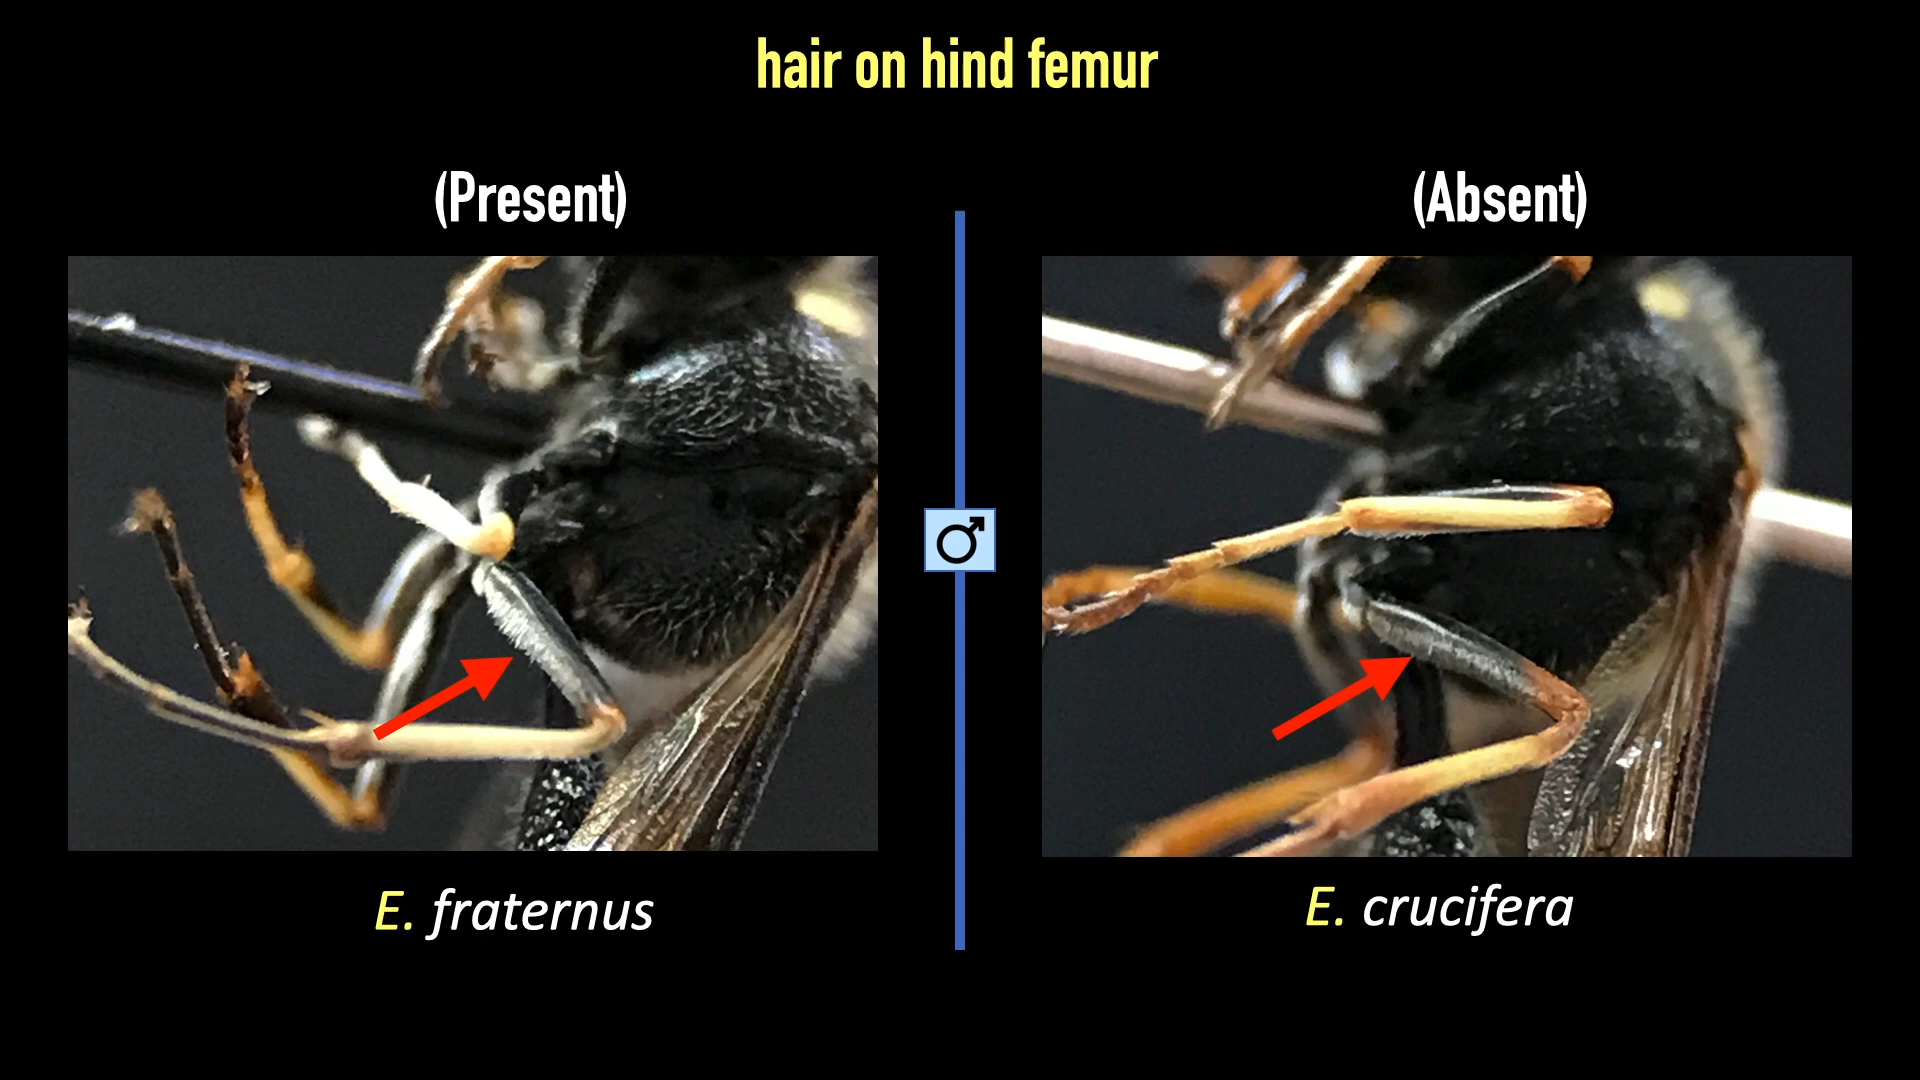 hair on hind femur
(Present)
(Absent)
♂
E. fraternus
E. crucifera